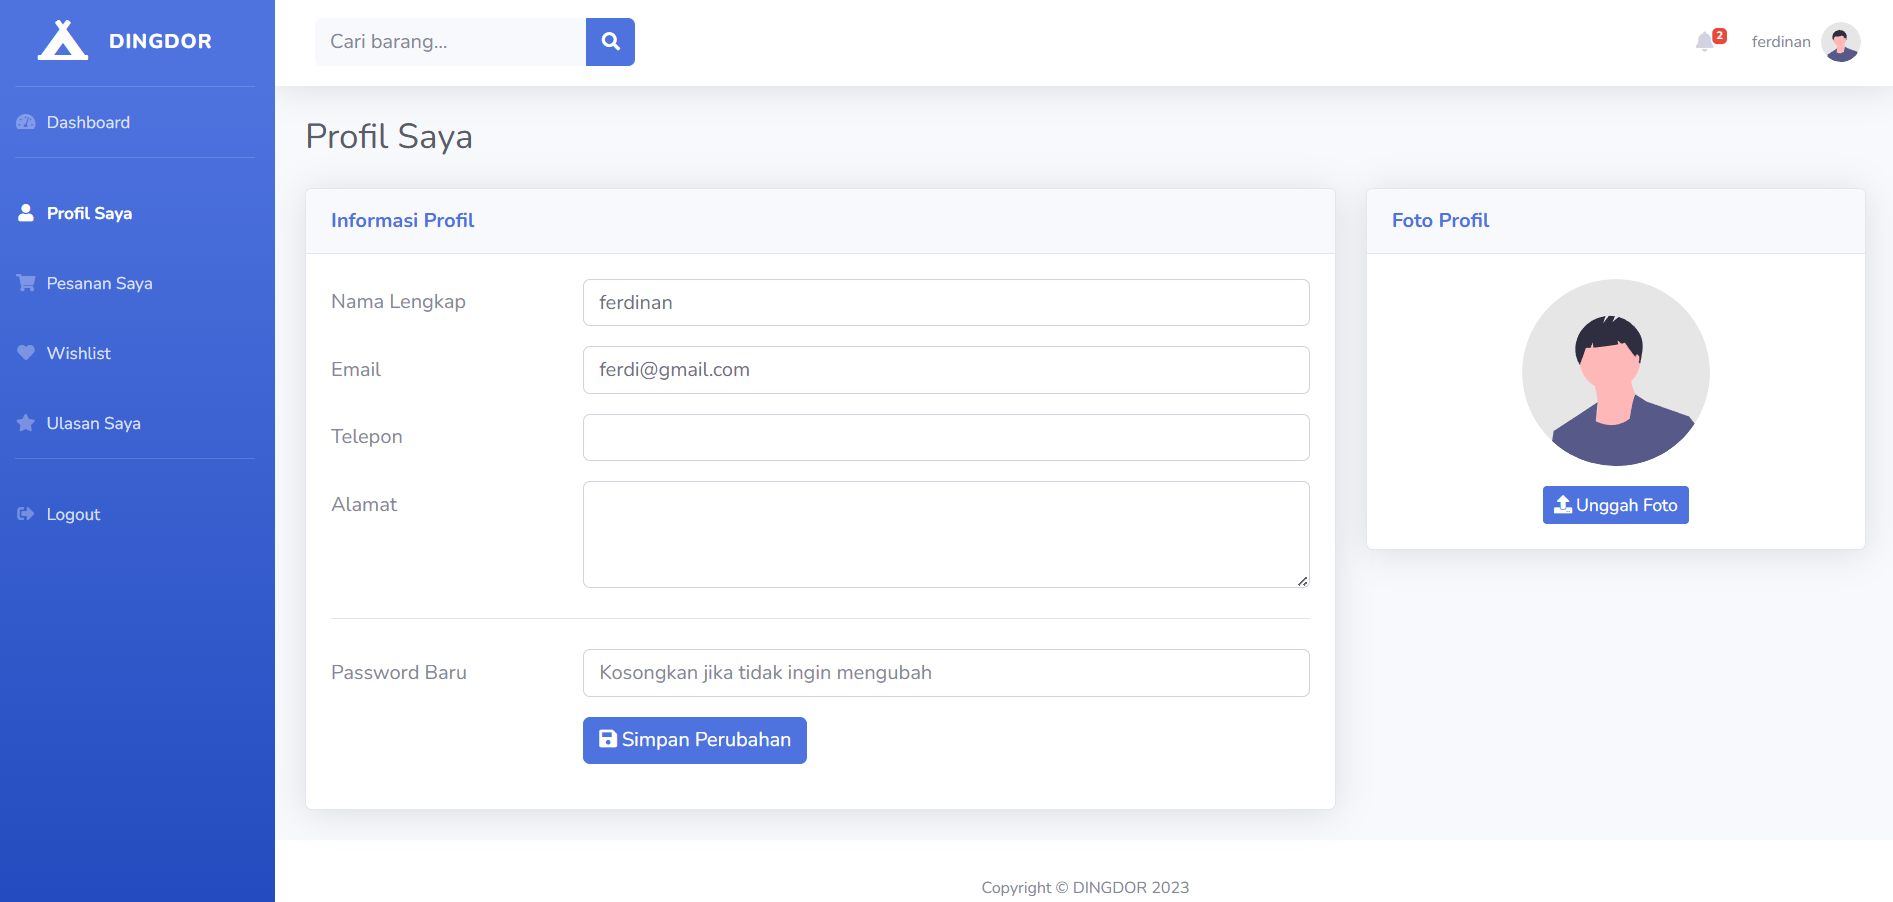 DINGDOR
Dashboard
Profil Saya
Pesanan Saya
Wishlist
Ulasan Saya
Logout
Cari barang...
2
ferdinan
Profil Saya
Informasi Profil
Nama Lengkap
ferdinan
Email
ferdi@gmail.com
Telepon
Alamat
Password Baru
Kosongkan jika tidak ingin mengubah
Simpan Perubahan
Foto Profil
Unggah Foto
Copyright © DINGDOR 2023